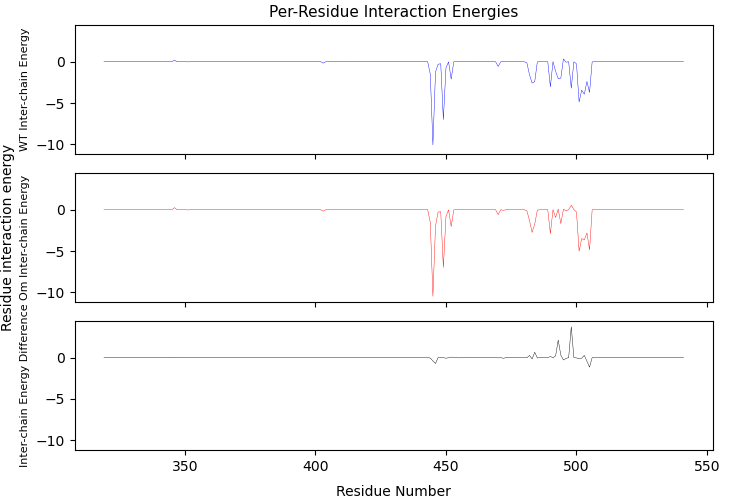 Per-Residue Interaction Energies
Residue interaction energy
WT Inter-chain Energy
0
−5
−10
Om Inter-chain Energy
0
−5
−10
Inter-chain Energy Difference
0
−5
−10
350
400
450
500
550
Residue Number